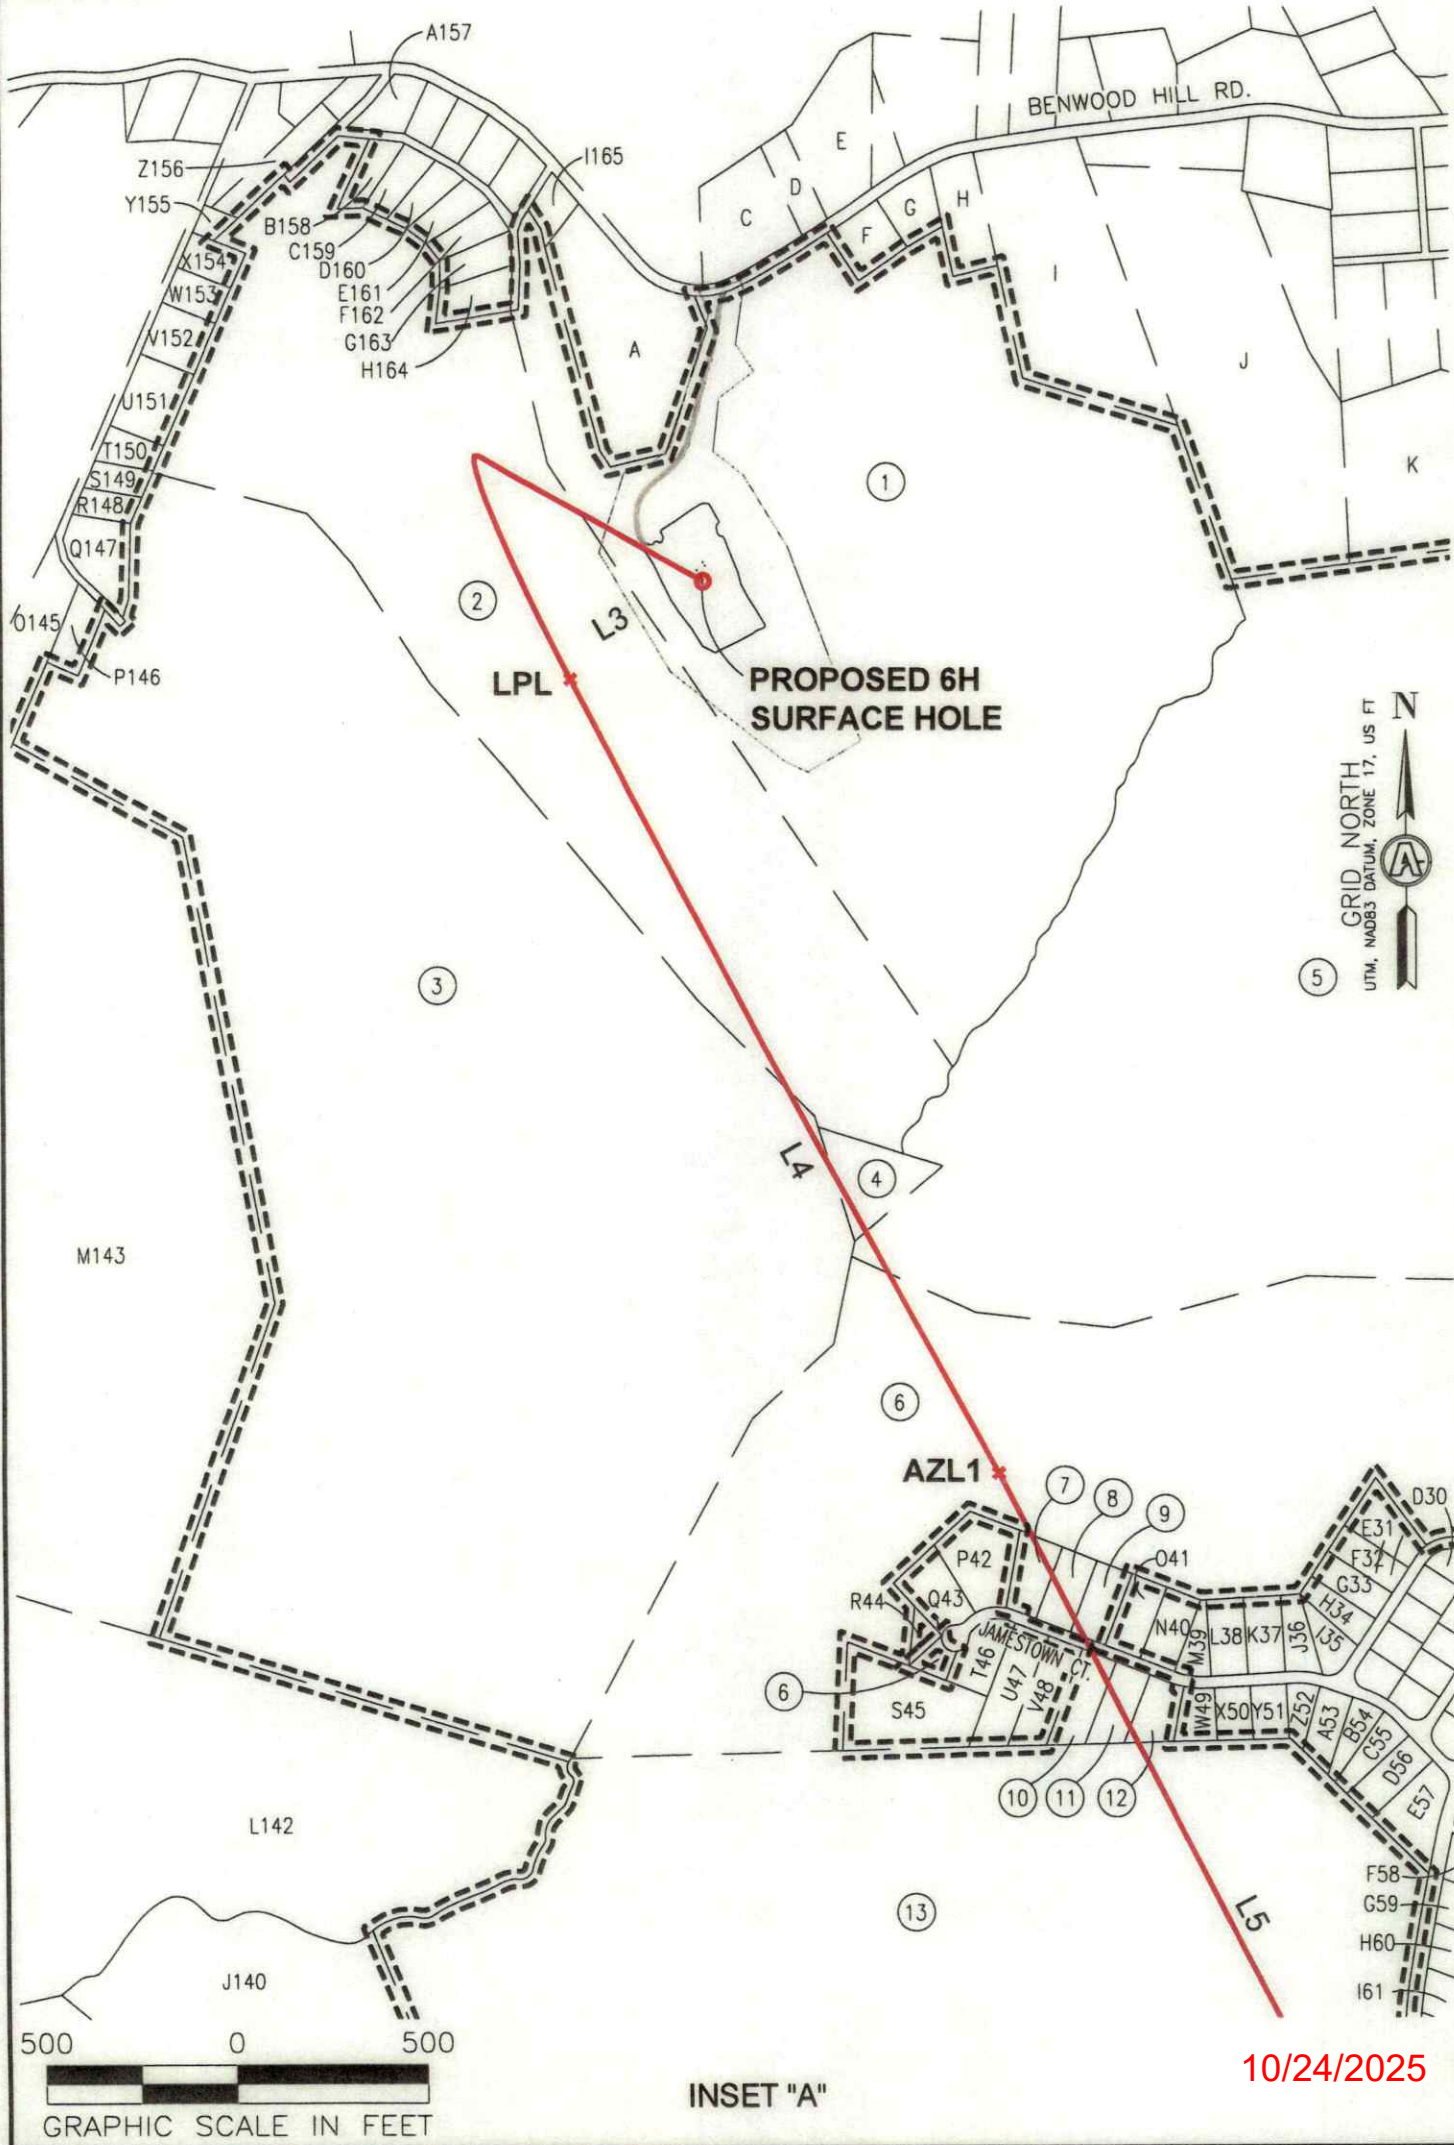 A157
BENWOOD HILL RD.
Z156
I165
E
Y155
D
B158
C
G
H
C159
F
X154
D160
I
W153
E161
F162
V152
G163
A
H164
J
U151
T150
S149
R148
K
1
Q147
2
O145
L3
P146
LPL
PROPOSED 6H
SURFACE HOLE
N
GRID NORTH
UTM, NAD83 DATUM, ZONE 17, US FT
A
3
5
L4
4
M143
6
AZL1
7
8
9
D30
E31
F32
G33
H34
I35
P42
O41
R44
Q43
N40
M39
L38
K37
J36
JAMESTOWN CT.
T46
U47
V48
6
S45
W49
X50
Y51
Z52
A53
B54
C55
D56
E57
10
11
12
L142
F58
G59
13
L5
H60
J140
I61
500 0 500
GRAPHIC SCALE IN FEET
INSET "A"
10/24/2025